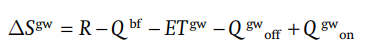 ΔS^gw = R − Q^bf − ET^gw − Q^gw_off + Q^gw_on